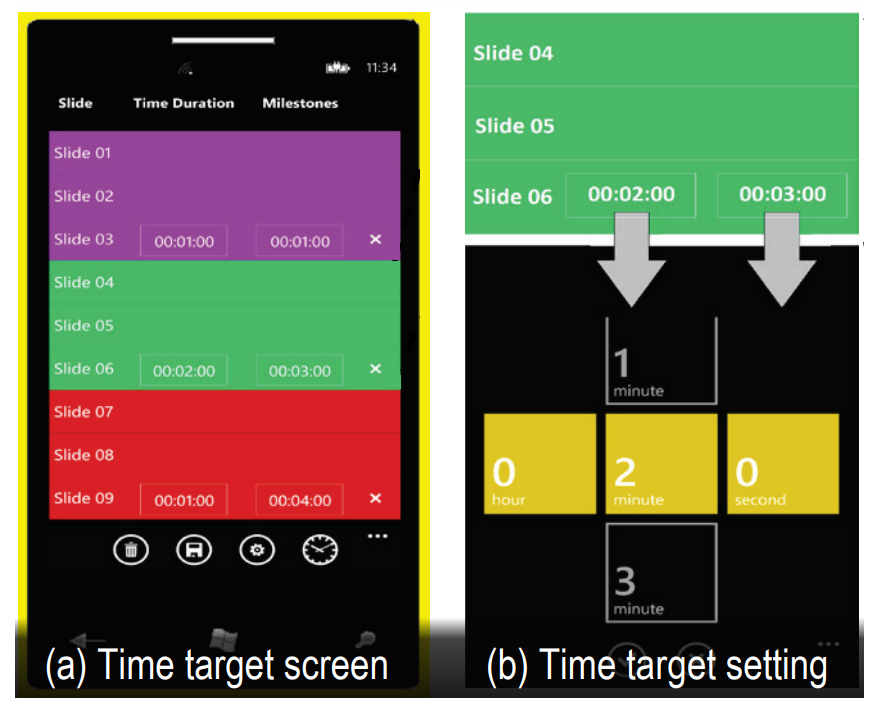 11:34
Slide Time Duration Milestones
Slide 01
Slide 02
Slide 03 00:01:00 00:01:00 ×
Slide 04
Slide 05
Slide 06 00:02:00 00:03:00 ×
Slide 07
Slide 08
Slide 09 00:01:00 00:04:00 ×
(a) Time target screen
Slide 04
Slide 05
Slide 06 00:02:00 00:03:00
1
minute
0 2 0
hour minute second
3
minute
(b) Time target setting